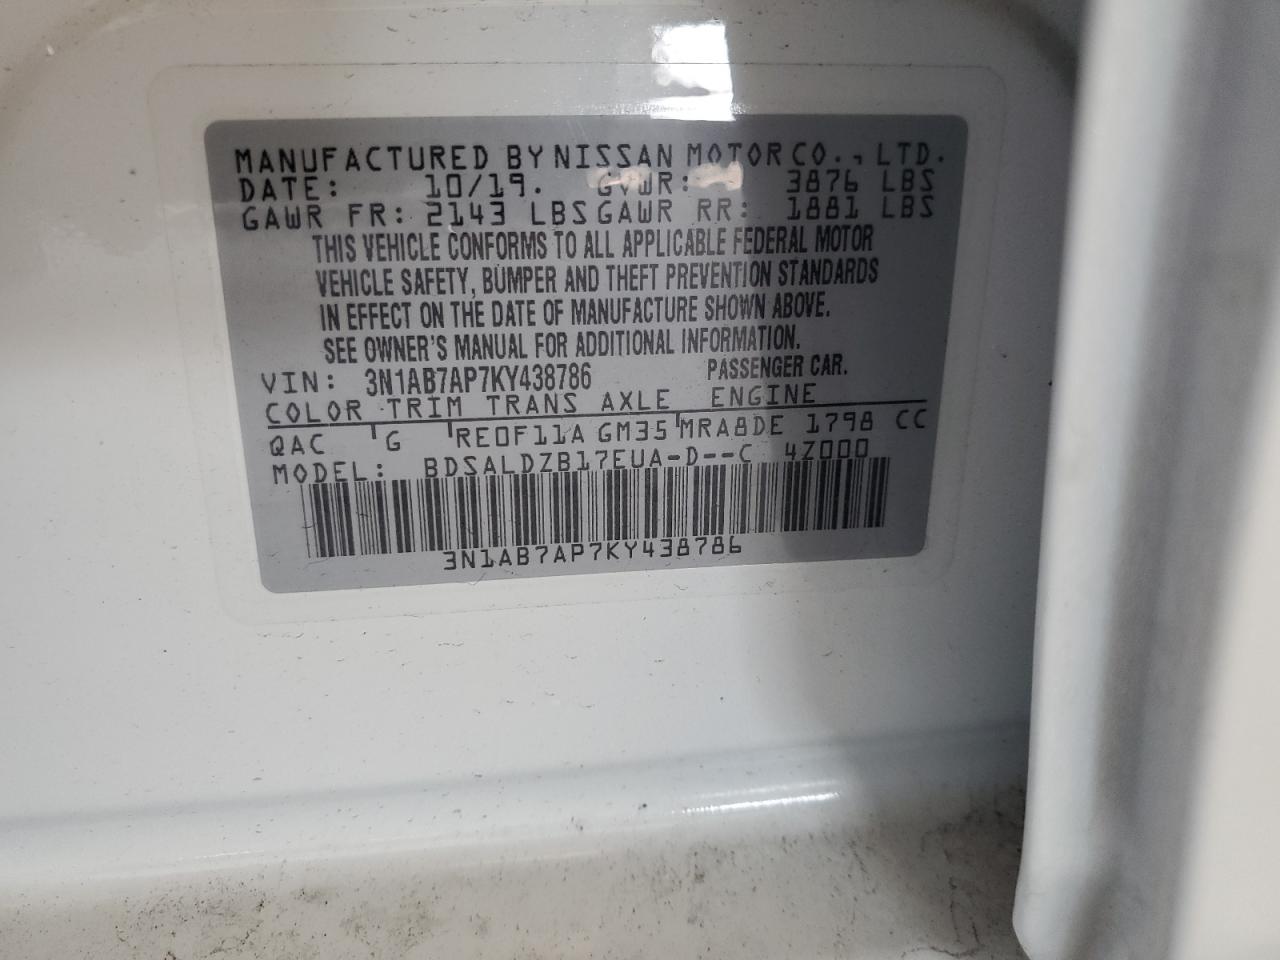 MANUFACTURED BY NISSAN MOTOR CO., LTD.
DATE: 10/19. GVWR: 3876 LBS
GAWR FR: 2143 LBS GAWR RR: 1881 LBS
THIS VEHICLE CONFORMS TO ALL APPLICABLE FEDERAL MOTOR
VEHICLE SAFETY, BUMPER AND THEFT PREVENTION STANDARDS
IN EFFECT ON THE DATE OF MANUFACTURE SHOWN ABOVE.
SEE OWNER'S MANUAL FOR ADDITIONAL INFORMATION.
VIN: 3N1AB7AP7KY438786 PASSENGER CAR.
COLOR TRIM TRANS AXLE ENGINE
QAC G RE0F11A GM35 MRA8DE 1798 CC
MODEL: BDSALDZB17EUA-D--C 4Z000
3N1AB7AP7KY438786